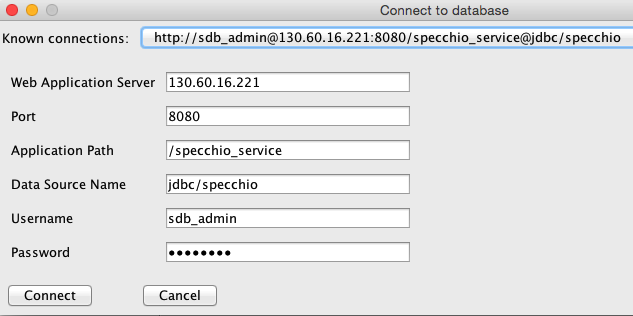 Connect to database
Known connections: http://sdb_admin@130.60.16.221:8080/specchio_service@jdbc/specchio
Web Application Server 130.60.16.221
Port 8080
Application Path /specchio_service
Data Source Name jdbc/specchio
Username sdb_admin
Password ••••••••
Connect Cancel